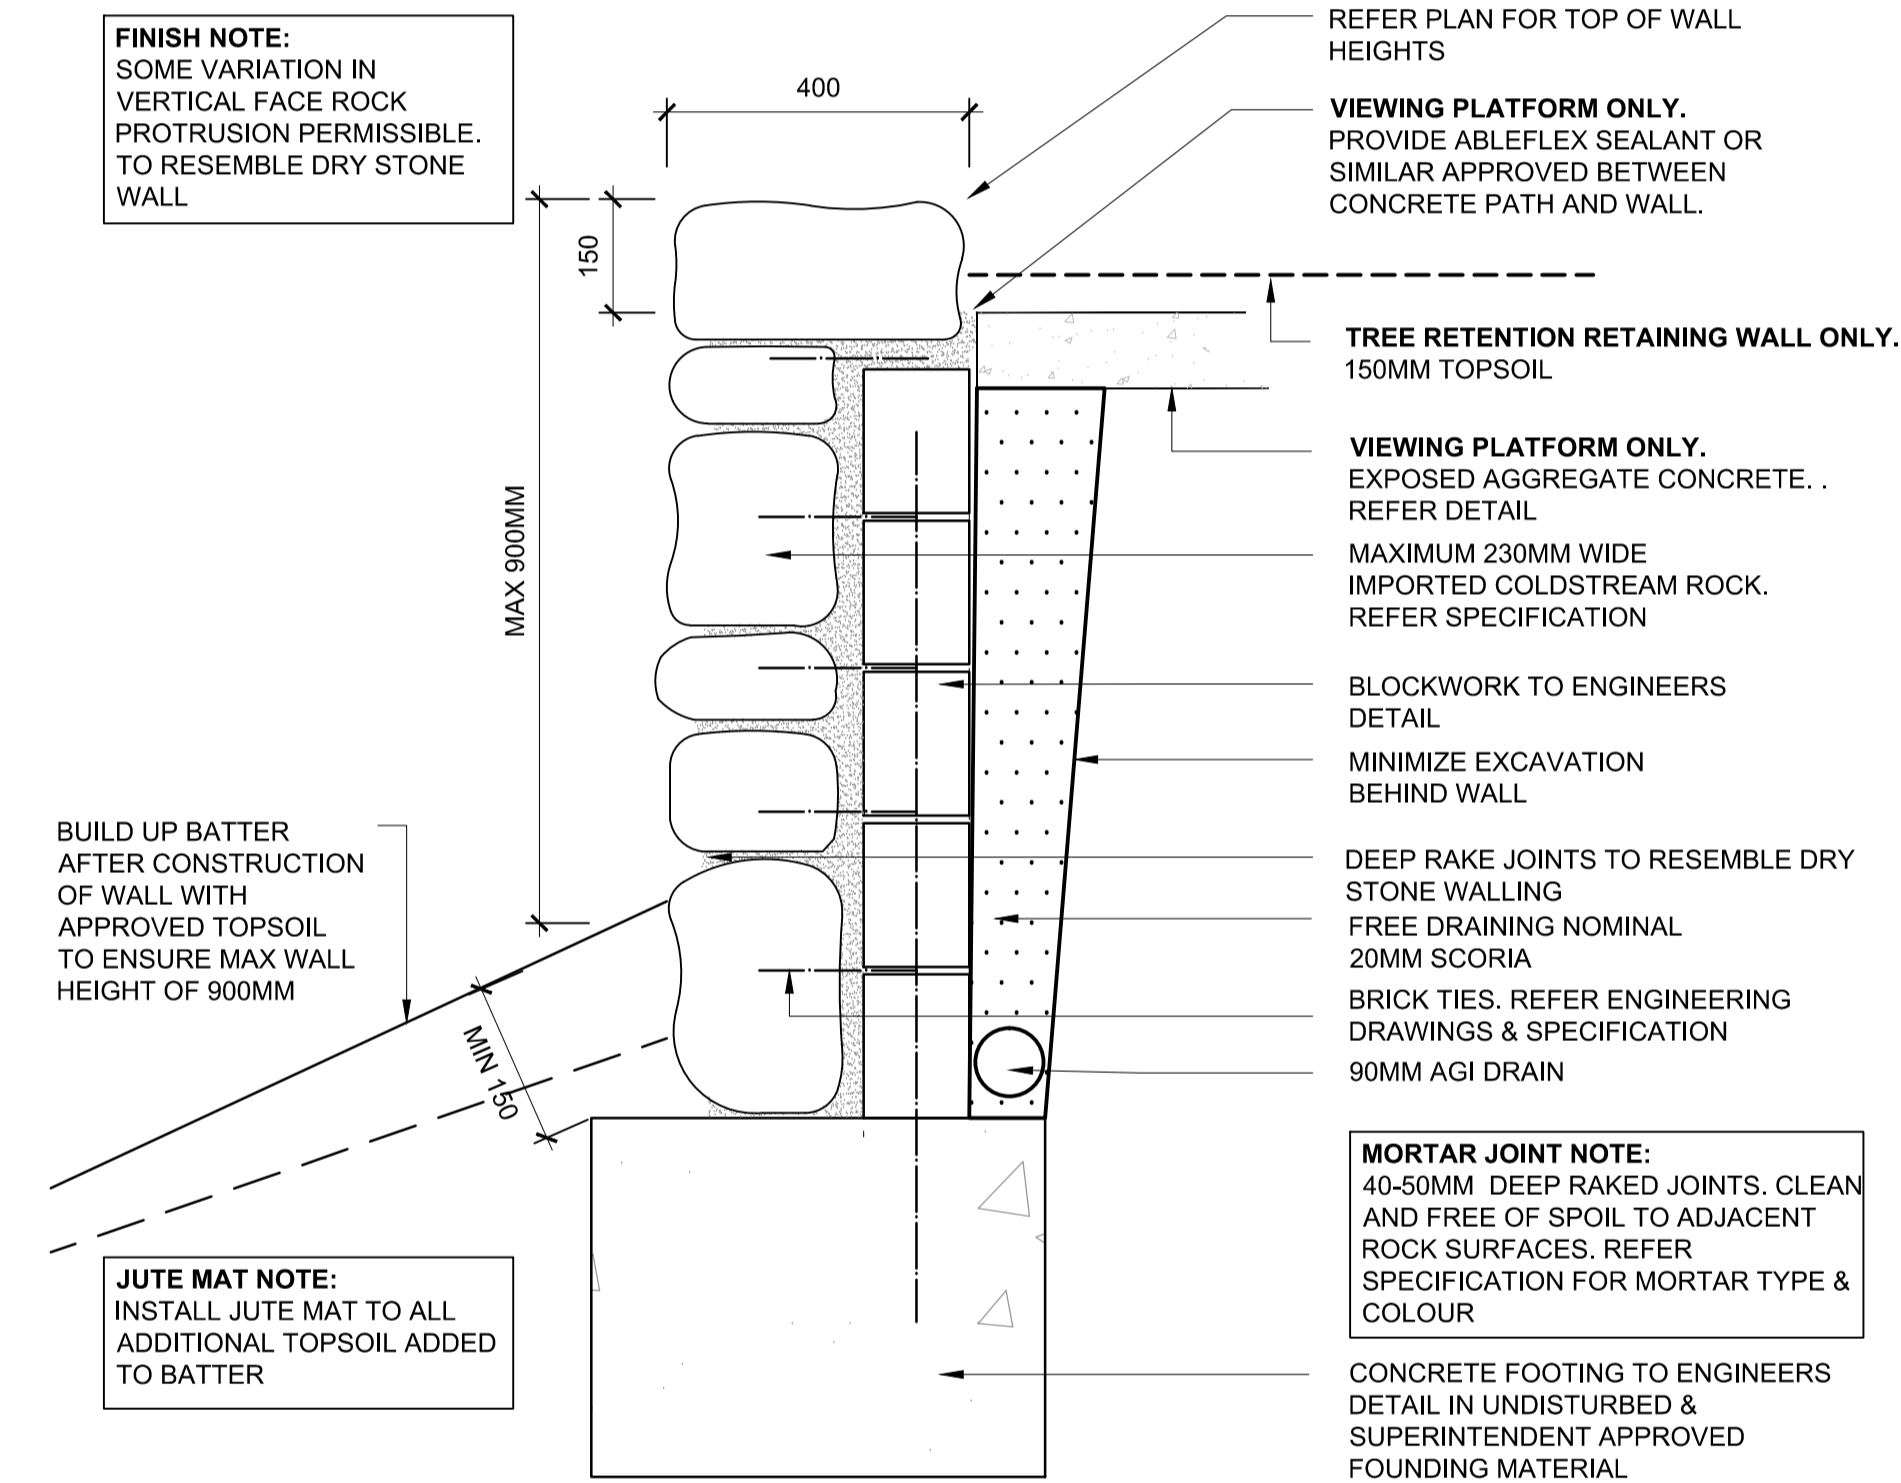 FINISH NOTE:
SOME VARIATION IN
VERTICAL FACE ROCK
PROTRUSION PERMISSIBLE.
TO RESEMBLE DRY STONE
WALL
400
150
MAX 900MM
BUILD UP BATTER
AFTER CONSTRUCTION
OF WALL WITH
APPROVED TOPSOIL
TO ENSURE MAX WALL
HEIGHT OF 900MM
MIN 150
JUTE MAT NOTE:
INSTALL JUTE MAT TO ALL
ADDITIONAL TOPSOIL ADDED
TO BATTER
REFER PLAN FOR TOP OF WALL
HEIGHTS
VIEWING PLATFORM ONLY.
PROVIDE ABLEFLEX SEALANT OR
SIMILAR APPROVED BETWEEN
CONCRETE PATH AND WALL.
TREE RETENTION RETAINING WALL ONLY.
150MM TOPSOIL
VIEWING PLATFORM ONLY.
EXPOSED AGGREGATE CONCRETE. .
REFER DETAIL
MAXIMUM 230MM WIDE
IMPORTED COLDSTREAM ROCK.
REFER SPECIFICATION
BLOCKWORK TO ENGINEERS
DETAIL
MINIMIZE EXCAVATION
BEHIND WALL
DEEP RAKE JOINTS TO RESEMBLE DRY
STONE WALLING
FREE DRAINING NOMINAL
20MM SCORIA
BRICK TIES. REFER ENGINEERING
DRAWINGS & SPECIFICATION
90MM AGI DRAIN
MORTAR JOINT NOTE:
40-50MM DEEP RAKED JOINTS. CLEAN
AND FREE OF SPOIL TO ADJACENT
ROCK SURFACES. REFER
SPECIFICATION FOR MORTAR TYPE &
COLOUR
CONCRETE FOOTING TO ENGINEERS
DETAIL IN UNDISTURBED &
SUPERINTENDENT APPROVED
FOUNDING MATERIAL